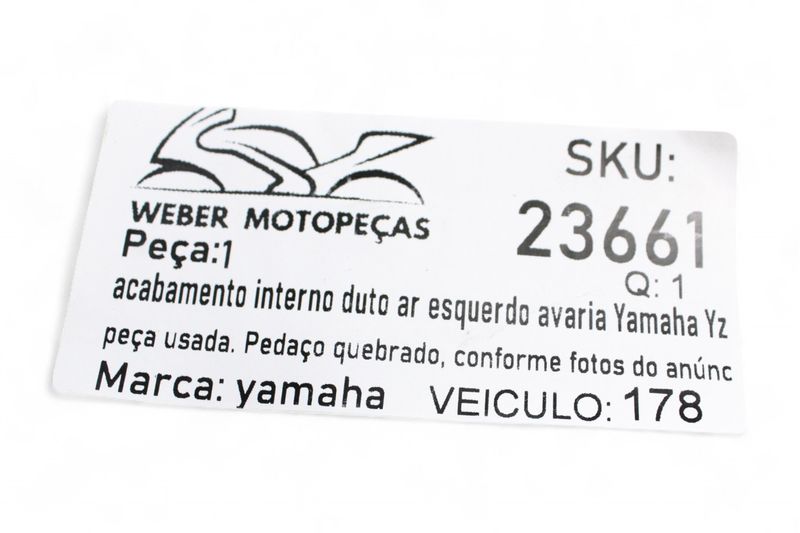 WEBER MOTOPEÇAS
SKU:
23661
Q: 1
Peça:1
acabamento interno duto ar esquerdo avaria Yamaha Yz
peça usada. Pedaço quebrado, conforme fotos do anúnc
Marca: yamaha VEICULO: 178